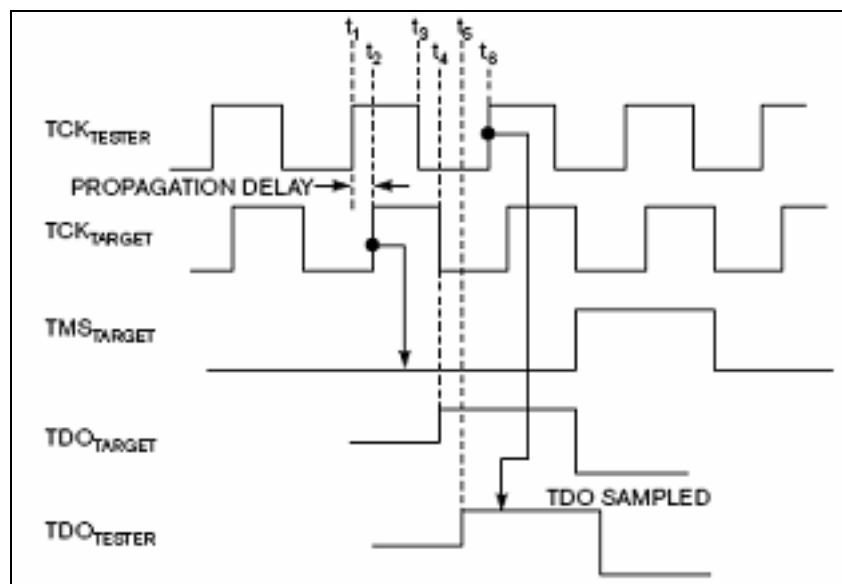 t1 t3 t5
t2 t4 t6
TCKTESTER
PROPAGATION DELAY
TCKTARGET
TMSTARGET
TDOTARGET
TDO SAMPLED
TDOTESTER